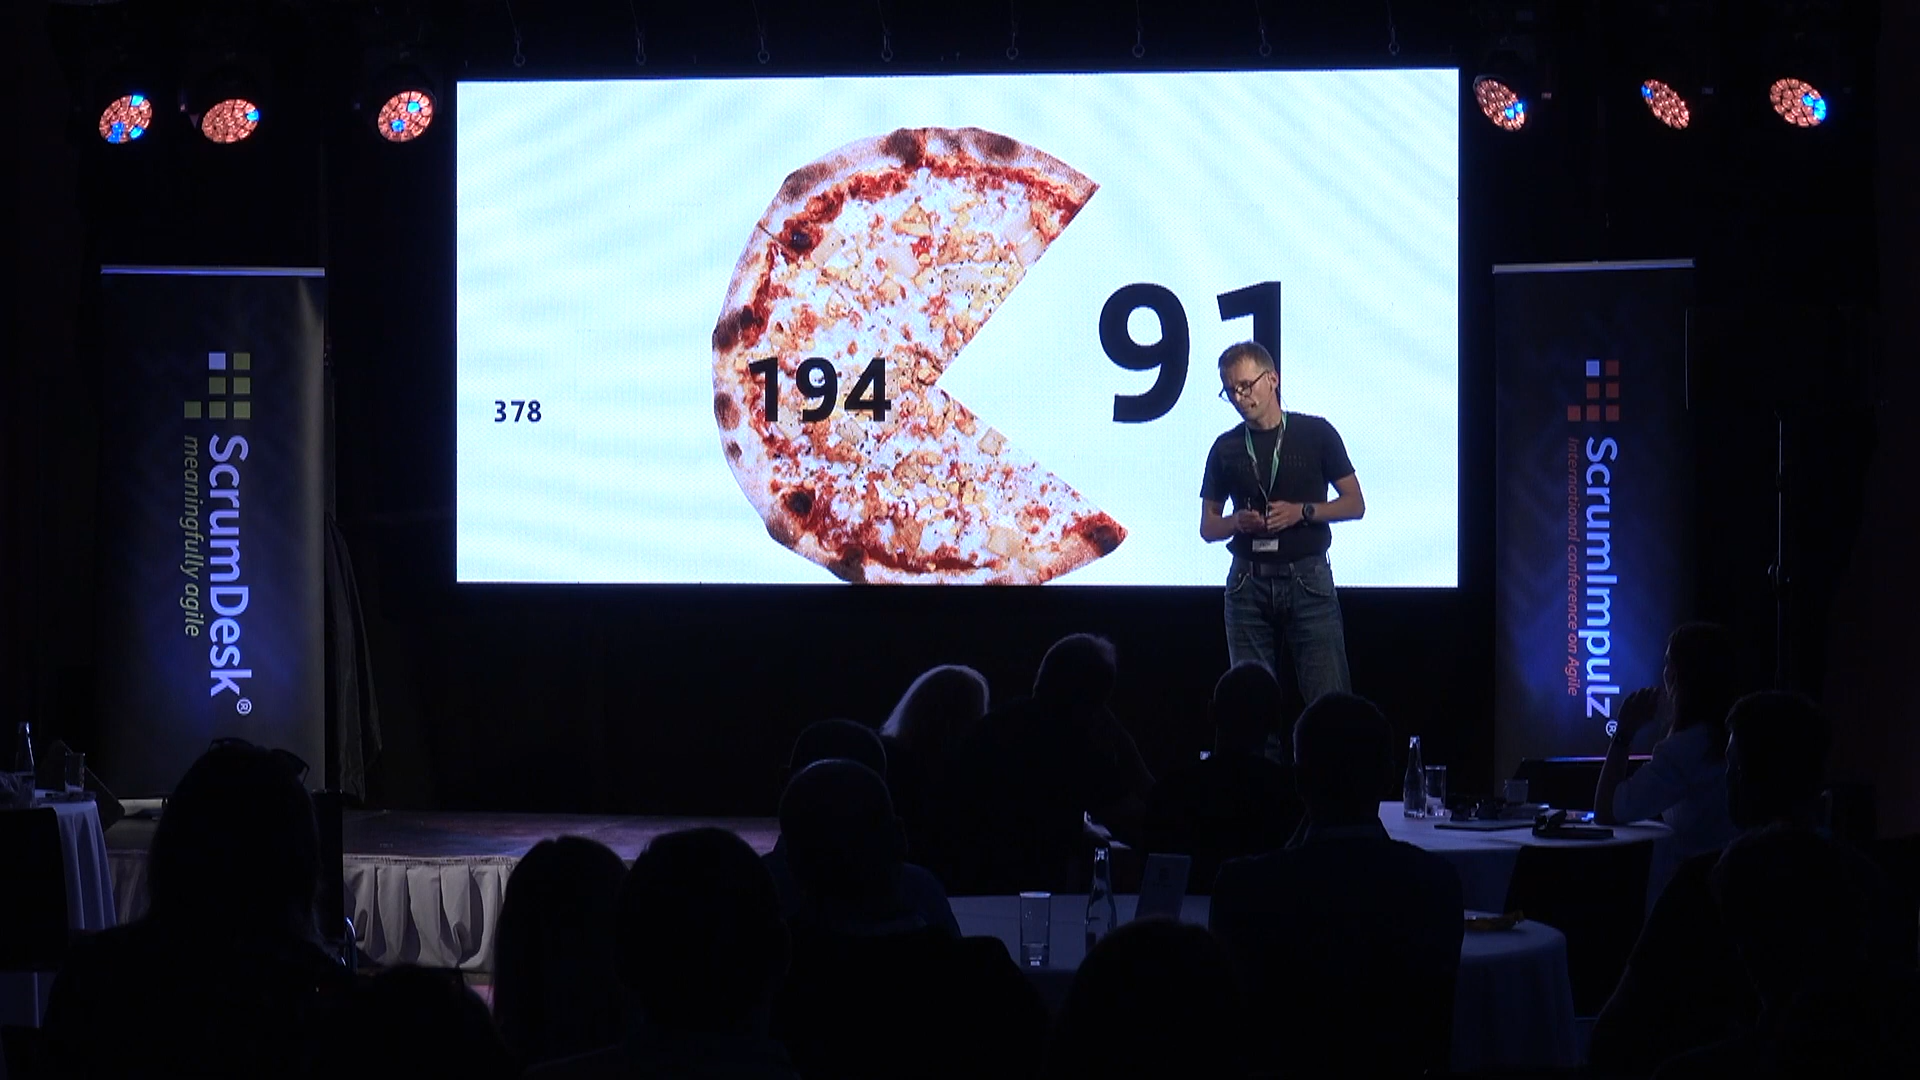 378
194
91
ScrumDesk®
meaningfully agile
ScrumImpulz®
International conference on Agile